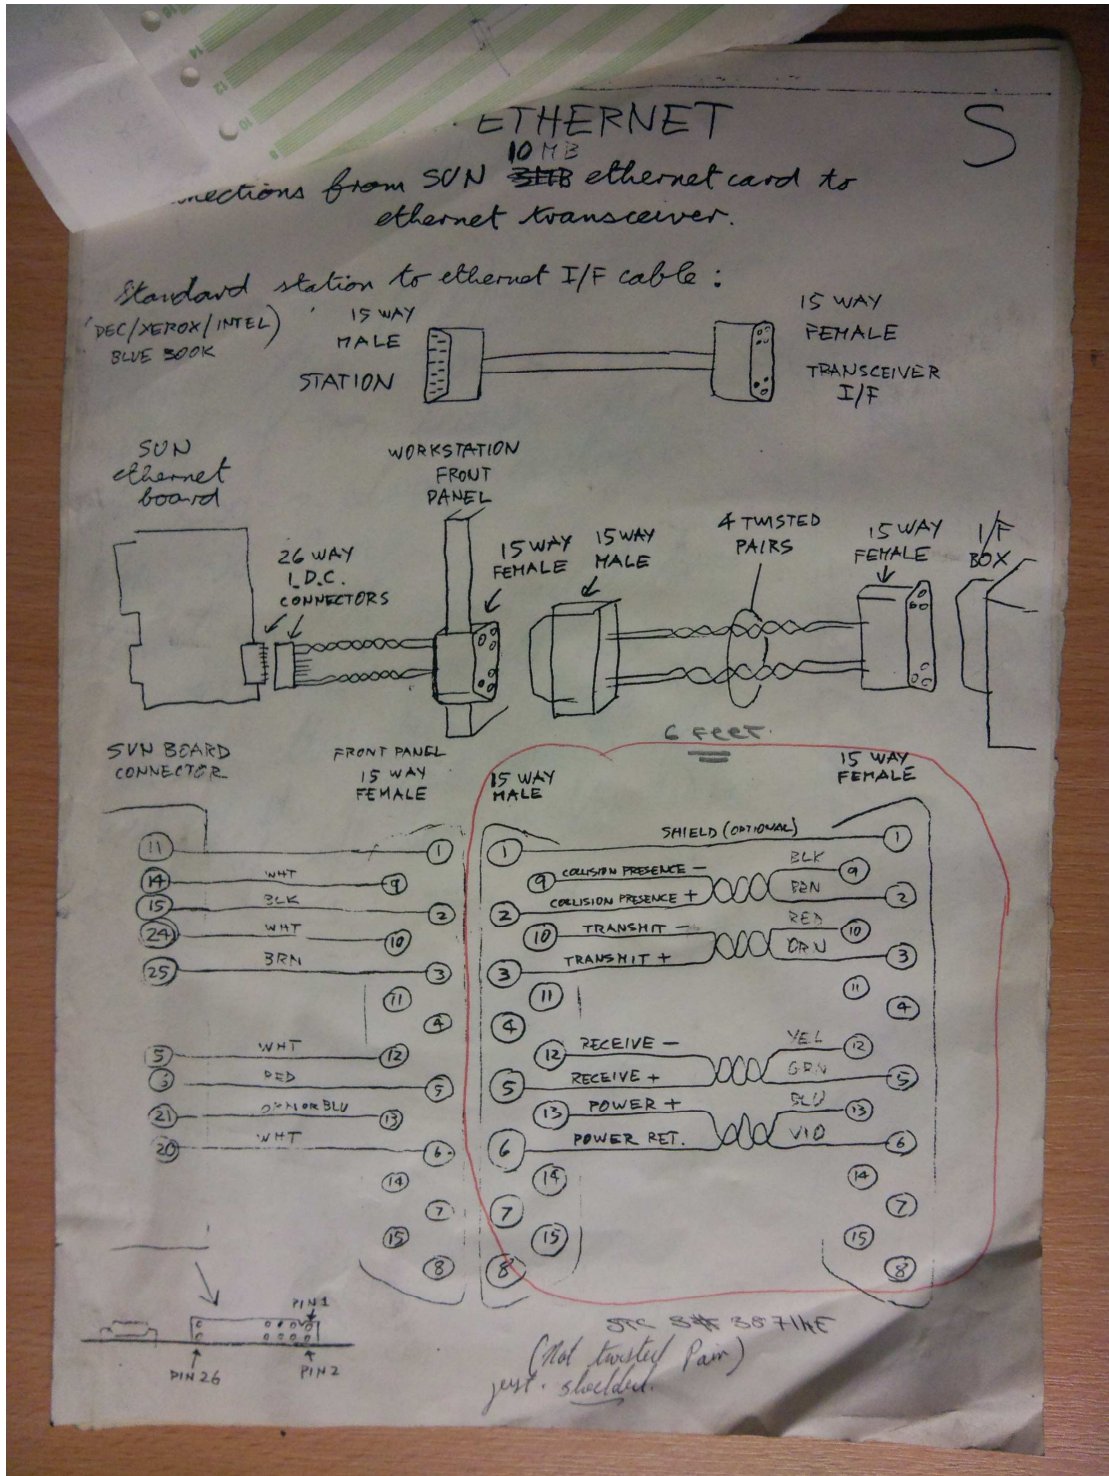 14
12
10
8
18
ETHERNET
S
10 MB
nections from SUN 3MB ethernet card to
ethernet transceiver.
Standard station to ethernet I/F cable :
(DEC/XEROX/INTEL)
BLUE BOOK
15 WAY
MALE
STATION
15 WAY
FEMALE
TRANSCEIVER
I/F
SUN
ethernet
board
26 WAY
I.D.C.
CONNECTORS
WORKSTATION
FRONT
PANEL
15 WAY
FEMALE
15 WAY
MALE
4 TWISTED
PAIRS
15 WAY
FEMALE
I/F
BOX
6 FEET
SUN BOARD
CONNECTOR
FRONT PANEL
15 WAY
FEMALE
15 WAY
MALE
15 WAY
FEMALE
11 1
14 WHT 9
15 BLK 2
24 WHT 10
25 BRN 3
11
4
5 WHT 12
3 RED 5
21 ORN OR BLU 13
20 WHT 6
14
7
15
8
1 SHIELD (OPTIONAL) 1
9 COLLISION PRESENCE – BLK 9
2 COLLISION PRESENCE + BRN 2
10 TRANSMIT – RED 10
3 TRANSMIT + ORN 3
11 11
4 4
12 RECEIVE – YEL 12
5 RECEIVE + GRN 5
13 POWER + BLU 13
6 POWER RET. VIO 6
14 14
7 7
15 15
8 8
PIN 1
PIN 26
PIN 2
(Not twisted Pair)
just shielded.